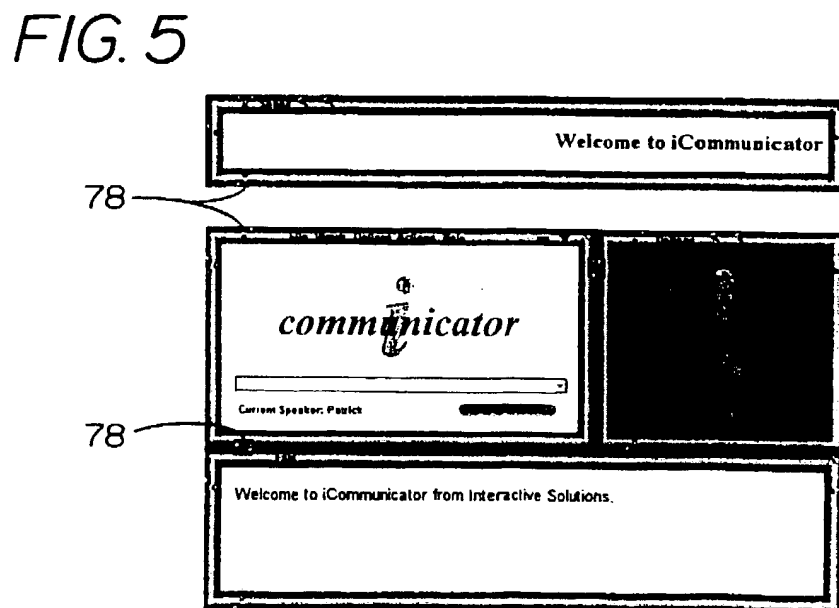 FIG. 5
Welcome to iCommunicator
78
communicator
Current Speaker: Patrick
78
Welcome to iCommunicator from Interactive Solutions.